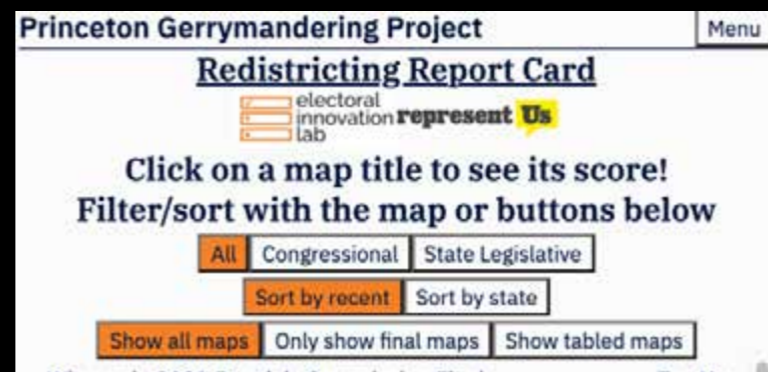 Princeton Gerrymandering Project
Menu
Redistricting Report Card
electoral
innovation
lab
represent Us
Click on a map title to see its score!
Filter/sort with the map or buttons below
All Congressional State Legislative
Sort by recent Sort by state
Show all maps Only show final maps Show tabled maps